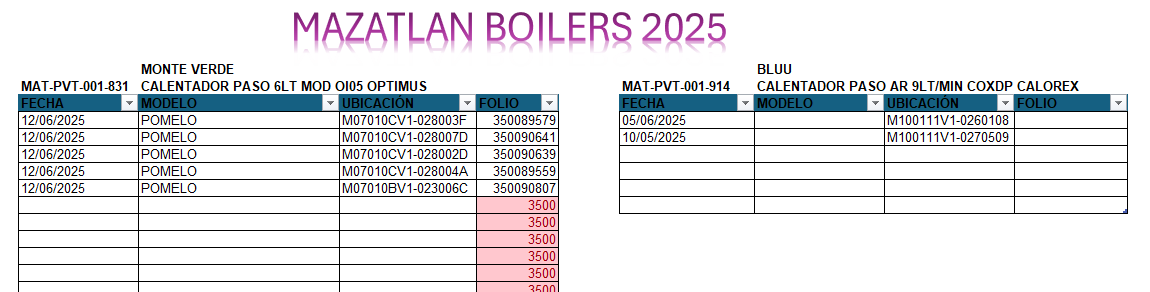 MAZATLAN BOILERS 2025
MONTE VERDE
MAT-PVT-001-831 CALENTADOR PASO 6LT MOD OI05 OPTIMUS
FECHA MODELO UBICACIÓN FOLIO
12/06/2025 POMELO M07010CV1-028003F 350089579
12/06/2025 POMELO M07010CV1-028007D 350090641
12/06/2025 POMELO M07010CV1-028002D 350090639
12/06/2025 POMELO M07010CV1-028004A 350089559
12/06/2025 POMELO M07010BV1-023006C 350090807
3500
3500
3500
3500
3500
3500
BLUU
MAT-PVT-001-914 CALENTADOR PASO AR 9LT/MIN COXDP CALOREX
FECHA MODELO UBICACIÓN FOLIO
05/06/2025 M100111V1-0260108
10/05/2025 M100111V1-0270509